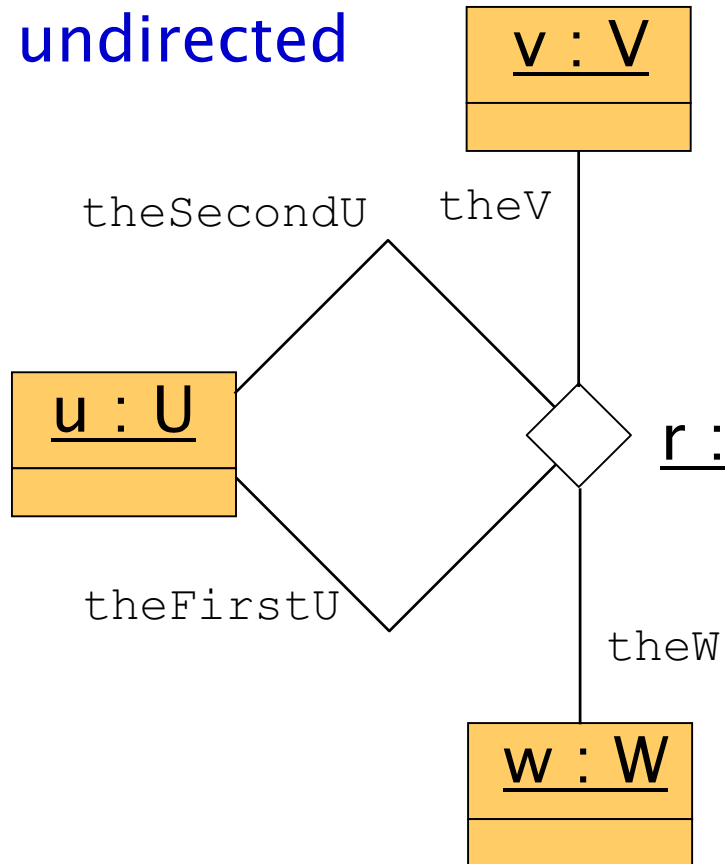 undirected
v : V
theSecondU
theV
u : U
r :
theFirstU
theW
w : W